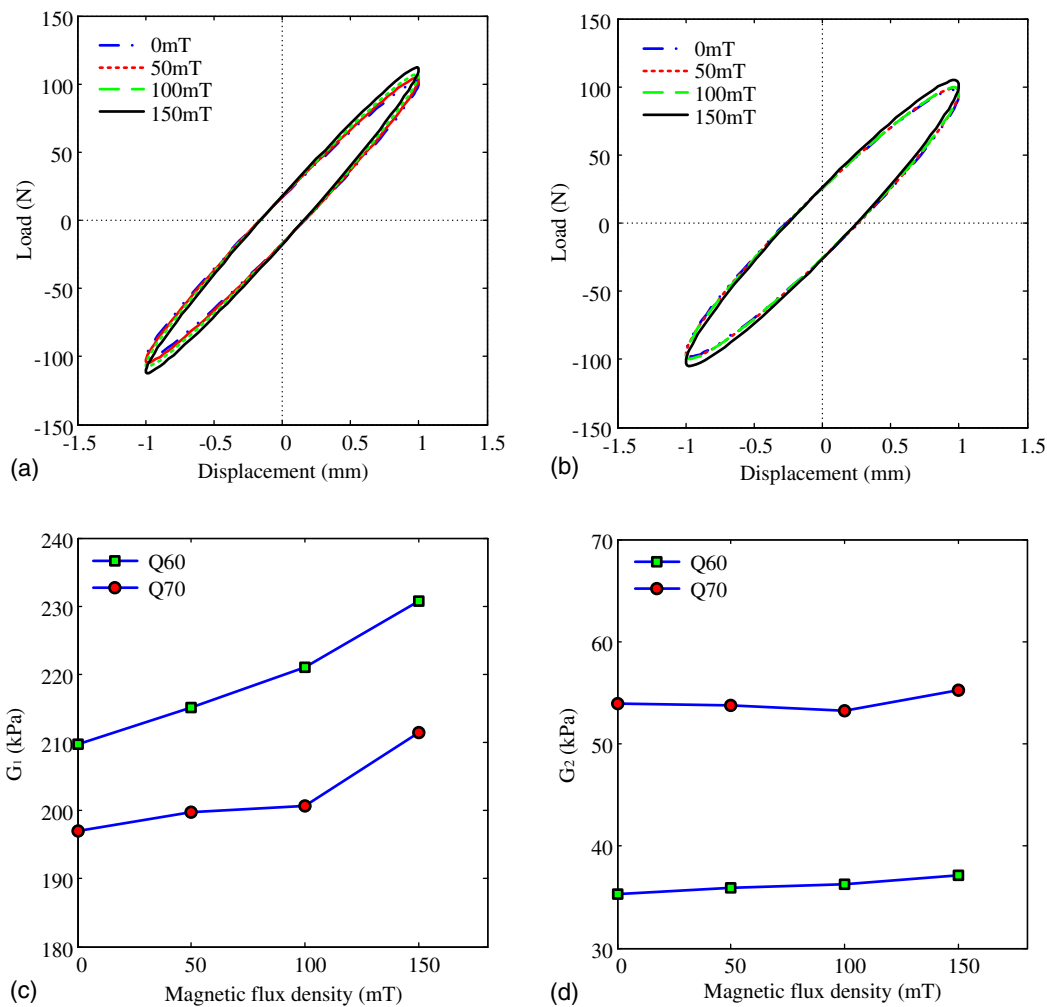 150
100
50
0
-50
-100
-150
Load (N)
0mT
50mT
100mT
150mT
-1.5
-1
-0.5
0
0.5
1
1.5
Displacement (mm)
(a)
150
100
50
0
-50
-100
-150
Load (N)
0mT
50mT
100mT
150mT
-1.5
-1
-0.5
0
0.5
1
1.5
Displacement (mm)
(b)
240
230
220
210
200
190
180
G1 (kPa)
Q60
Q70
0
50
100
150
Magnetic flux density (mT)
(c)
70
60
50
40
30
G2 (kPa)
Q60
Q70
0
50
100
150
Magnetic flux density (mT)
(d)